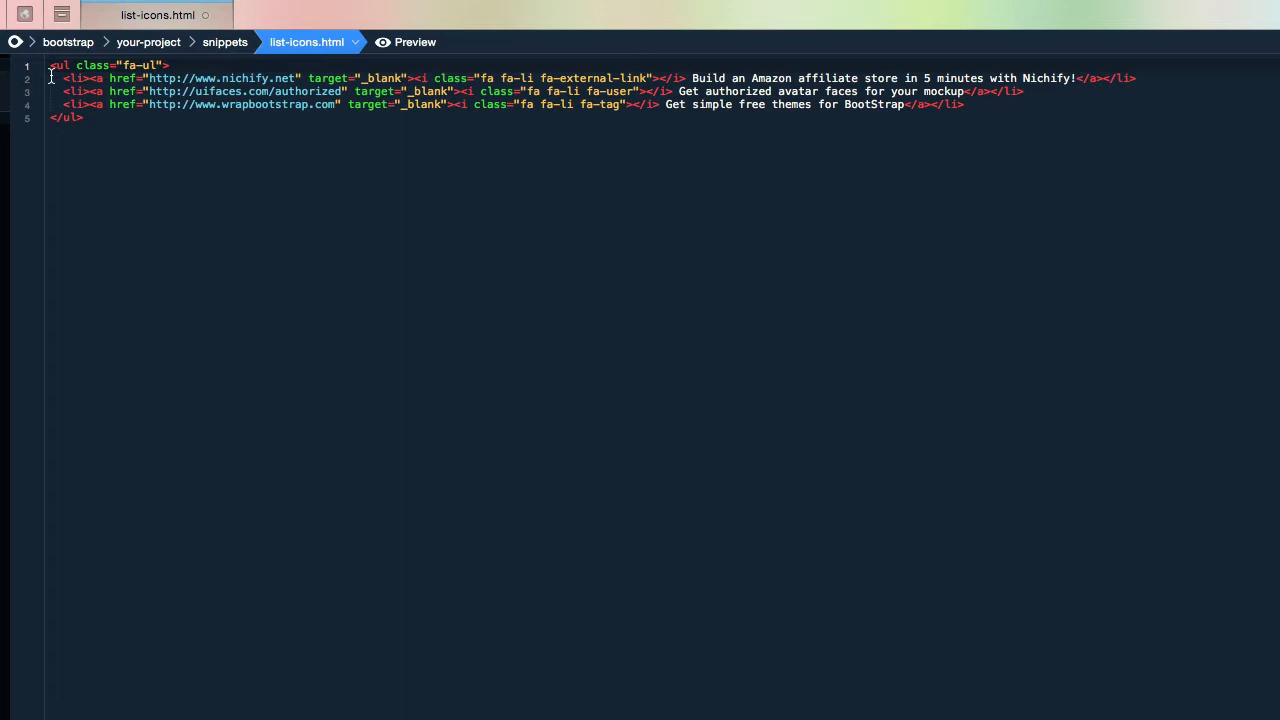 list-icons.html
bootstrap your-project snippets list-icons.html Preview
1 <ul class="fa-ul">
2 <li><a href="http://www.nichify.net" target="_blank"><i class="fa fa-li fa-external-link"></i> Build an Amazon affiliate store in 5 minutes with Nichify!</a></li>
3 <li><a href="http://uifaces.com/authorized" target="_blank"><i class="fa fa-li fa-user"></i> Get authorized avatar faces for your mockup</a></li>
4 <li><a href="http://www.wrapbootstrap.com" target="_blank"><i class="fa fa-li fa-tag"></i> Get simple free themes for BootStrap</a></li>
5 </ul>